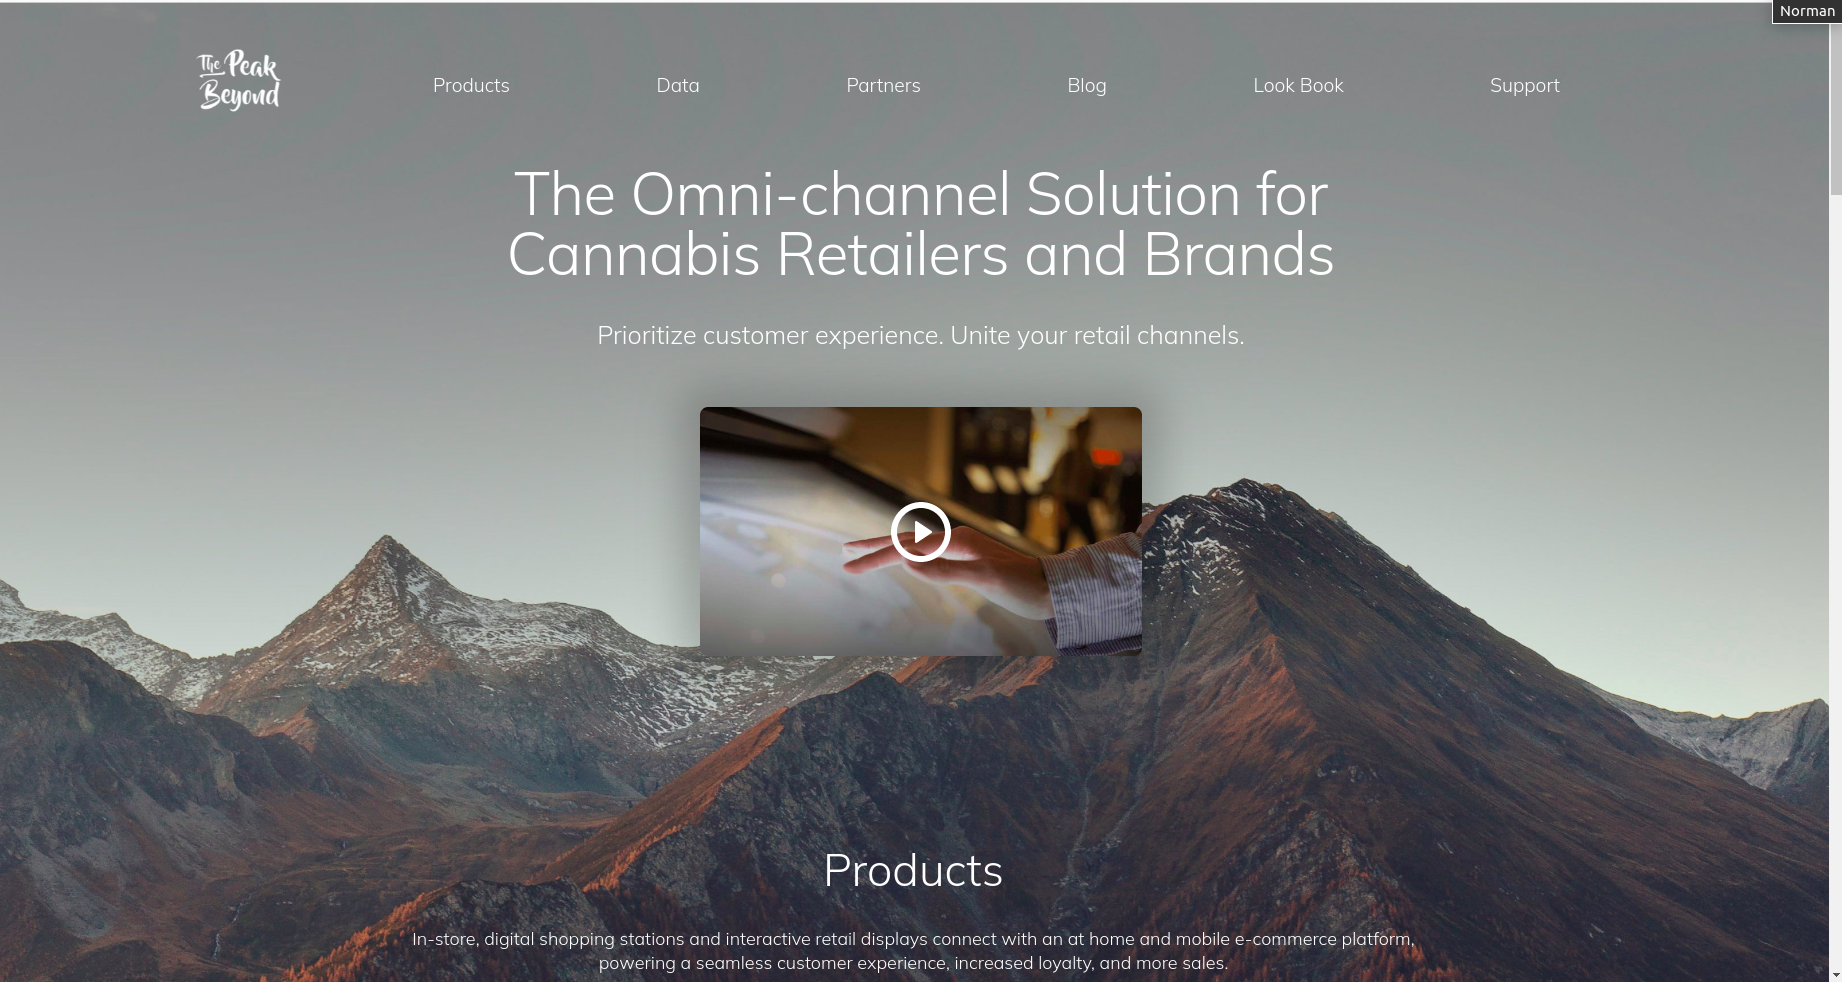 Norman
The Peak
Beyond
Products
Data
Partners
Blog
Look Book
Support
The Omni-channel Solution for
Cannabis Retailers and Brands
Prioritize customer experience. Unite your retail channels.
Products
In-store, digital shopping stations and interactive retail displays connect with an at home and mobile e-commerce platform,
powering a seamless customer experience, increased loyalty, and more sales.